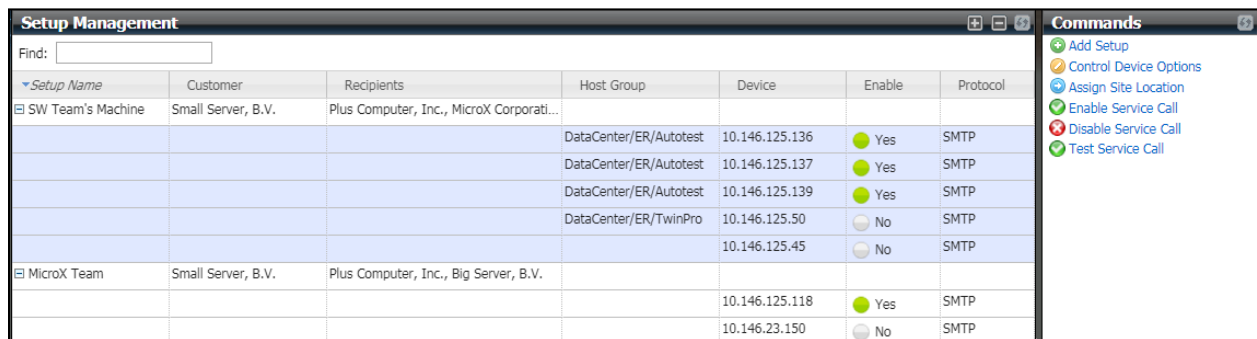 Setup Management
Find:
Setup Name Customer Recipients Host Group Device Enable Protocol
SW Team's Machine Small Server, B.V. Plus Computer, Inc., MicroX Corporati...
DataCenter/ER/Autotest 10.146.125.136 Yes SMTP
DataCenter/ER/Autotest 10.146.125.137 Yes SMTP
DataCenter/ER/Autotest 10.146.125.139 Yes SMTP
DataCenter/ER/TwinPro 10.146.125.50 No SMTP
10.146.125.45 No SMTP
MicroX Team Small Server, B.V. Plus Computer, Inc., Big Server, B.V.
10.146.125.118 Yes SMTP
10.146.23.150 No SMTP
Commands
Add Setup
Control Device Options
Assign Site Location
Enable Service Call
Disable Service Call
Test Service Call